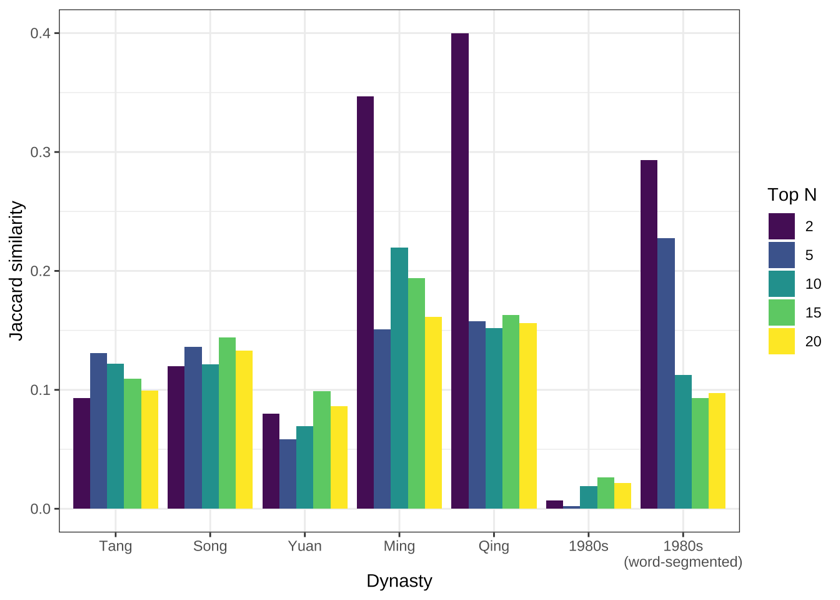 0.4
0.3
0.2
0.1
0.0
Jaccard similarity
Tang
Song
Yuan
Ming
Qing
1980s
1980s
(word-segmented)
Dynasty
Top N
2
5
10
15
20